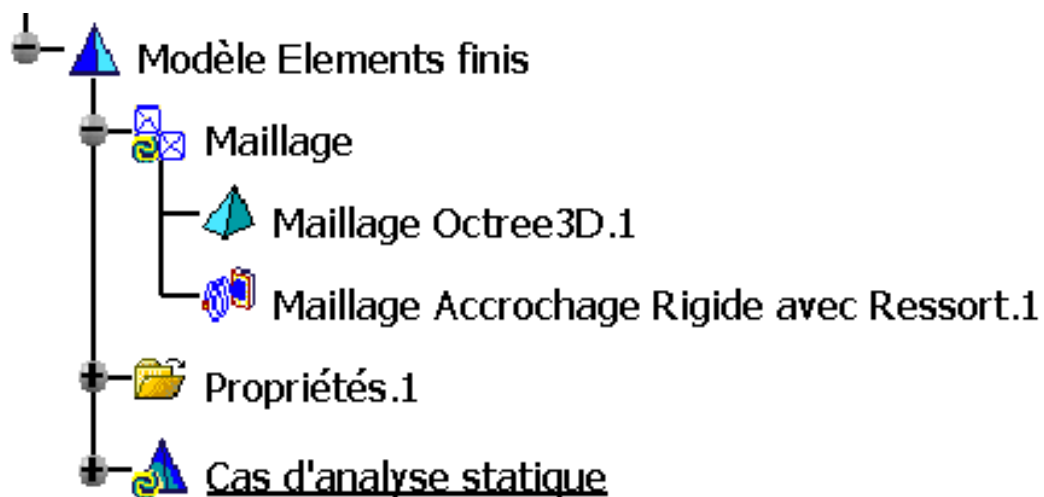 Modèle Elements finis
Maillage
Maillage Octree3D.1
Maillage Accrochage Rigide avec Ressort.1
Propriétés.1
Cas d'analyse statique